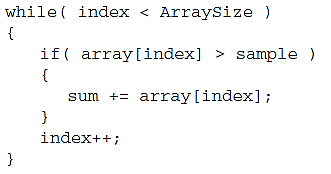 while( index < ArraySize )
{
   if( array[index] > sample )
   {
      sum += array[index];
   }
   index++;
}